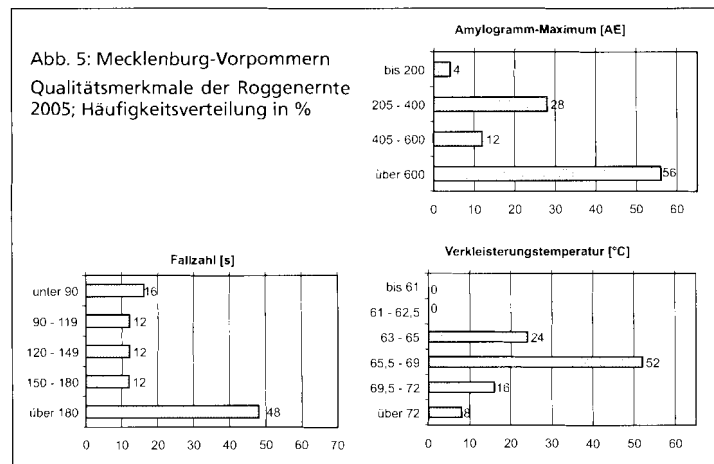 Abb. 5: Mecklenburg-Vorpommern
Qualitätsmerkmale der Roggenernte
2005; Häufigkeitsverteilung in %
Amylogramm-Maximum [AE]
bis 200 4
205 - 400 28
405 - 600 12
über 600 56
0 10 20 30 40 50 60
Fallzahl [s]
unter 90 16
90 - 119 12
120 - 149 12
150 - 180 12
über 180 48
0 10 20 30 40 50 60 70
Verkleisterungstemperatur [°C]
bis 61 0
61 - 62,5 0
63 - 65 24
65,5 - 69 52
69,5 - 72 16
über 72 8
0 10 20 30 40 50 60